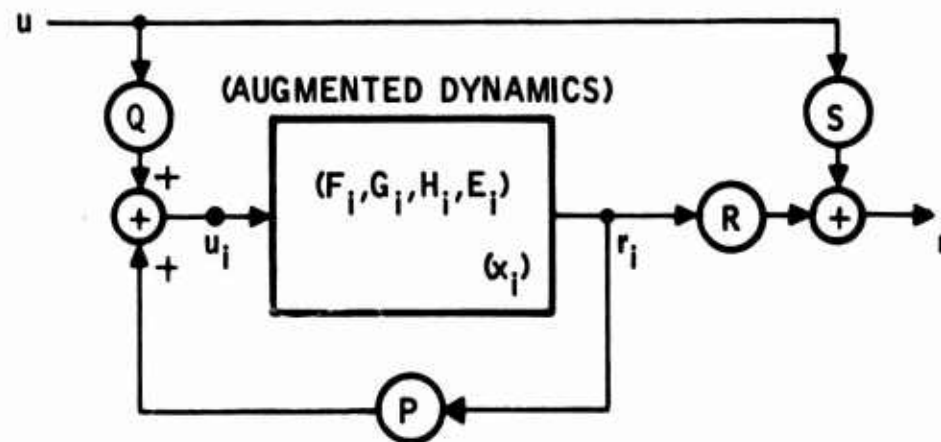 u
(AUGMENTED DYNAMICS)
Q
S
+
(F_i, G_i, H_i, E_i)
+
u_i
r_i
R
+
(x_i)
+
P